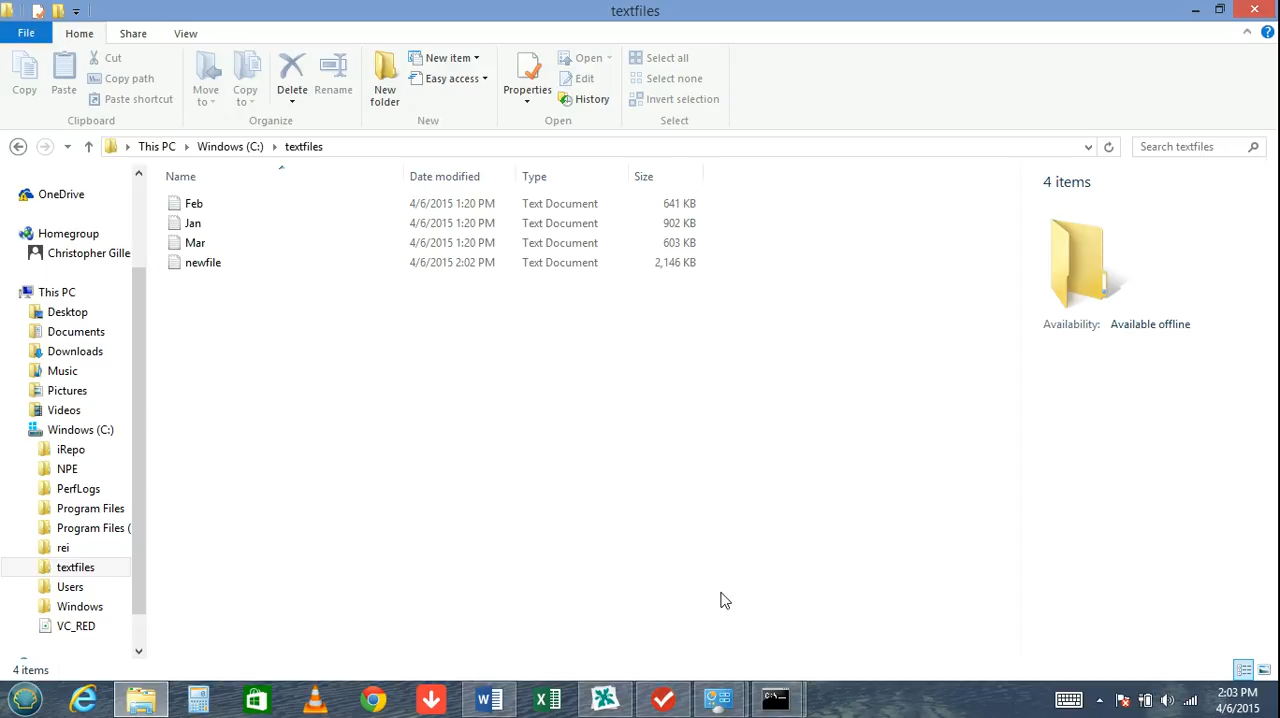 textfiles
File Home Share View
Copy
Paste
Cut
Copy path
Paste shortcut
Clipboard
Move to
Copy to
Delete
Rename
Organize
New folder
New item
Easy access
New
Properties
Open
Edit
History
Open
Select all
Select none
Invert selection
Select
This PC Windows (C:) textfiles
Search textfiles
OneDrive
Homegroup
Christopher Gille
This PC
Desktop
Documents
Downloads
Music
Pictures
Videos
Windows (C:)
iRepo
NPE
PerfLogs
Program Files
Program Files (
rei
textfiles
Users
Windows
VC_RED
Name Date modified Type Size
Feb 4/6/2015 1:20 PM Text Document 641 KB
Jan 4/6/2015 1:20 PM Text Document 902 KB
Mar 4/6/2015 1:20 PM Text Document 603 KB
newfile 4/6/2015 2:02 PM Text Document 2,146 KB
4 items
Availability: Available offline
4 items
2:03 PM
4/6/2015